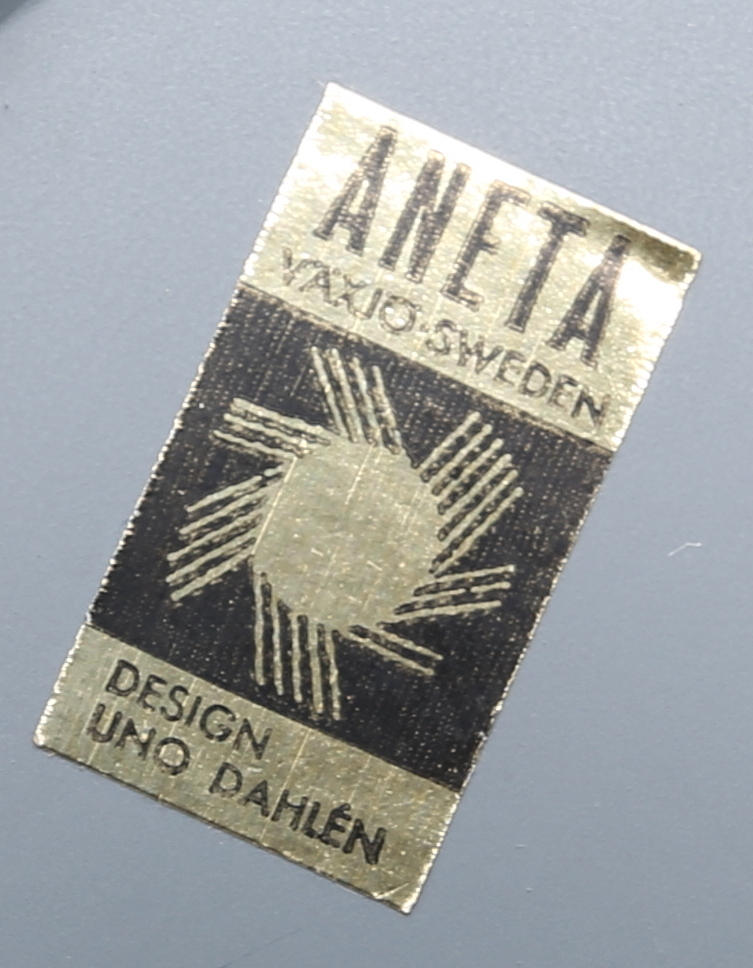 ANETA
VÄXJÖ·SWEDEN
DESIGN
UNO DAHLÉN